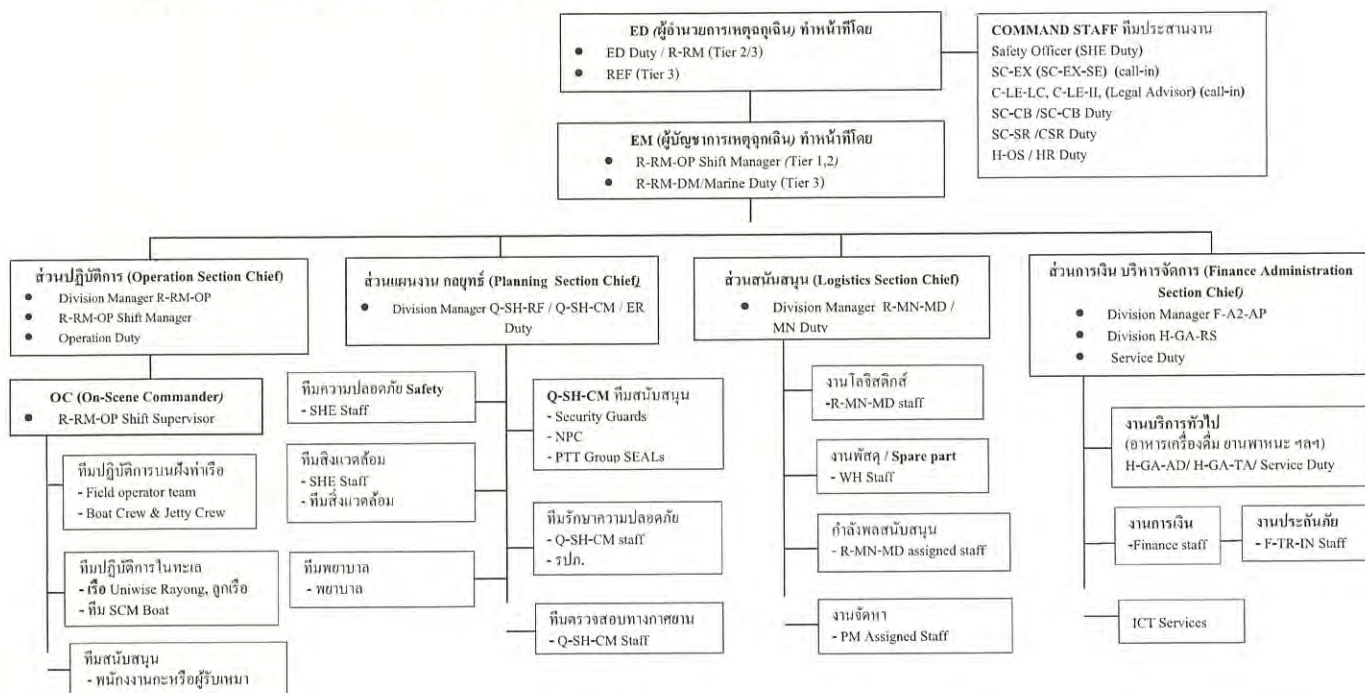 ED (ผู้อำนวยการเหตุฉุกเฉิน) ทำหน้าที่โดย
● ED Duty / R-RM (Tier 2/3)
● REF (Tier 3)
COMMAND STAFF ทีมประสานงาน
Safety Officer (SHE Duty)
SC-EX (SC-EX-SE) (call-in)
C-LE-LC, C-LE-II, (Legal Advisor) (call-in)
SC-CB /SC-CB Duty
SC-SR /CSR Duty
H-OS / HR Duty
EM (ผู้บัญชาการเหตุฉุกเฉิน) ทำหน้าที่โดย
● R-RM-OP Shift Manager (Tier 1,2)
● R-RM-DM/Marine Duty (Tier 3)
ส่วนปฏิบัติการ (Operation Section Chief)
● Division Manager R-RM-OP
● R-RM-OP Shift Manager
● Operation Duty
OC (On-Scene Commander)
● R-RM-OP Shift Supervisor
ทีมปฏิบัติการบนฝั่งท่าเรือ
- Field operator team
- Boat Crew & Jetty Crew
ทีมปฏิบัติการในทะเล
- เรือ Uniwise Rayong, ลูกเรือ
- ทีม SCM Boat
ทีมสนับสนุน
- พนักงงานกะหรือผู้รับเหมา
ส่วนแผนงาน กลยุทธ์ (Planning Section Chief)
● Division Manager Q-SH-RF / Q-SH-CM / ER
Duty
ทีมความปลอดภัย Safety
- SHE Staff
ทีมสิ่งแวดล้อม
- SHE Staff
- ทีมสิ่งแวดล้อม
ทีมพยาบาล
- พยาบาล
Q-SH-CM ทีมสนับสนุน
- Security Guards
- NPC
- PTT Group SEALs
ทีมรักษาความปลอดภัย
- Q-SH-CM staff
- รปภ.
ทีมตรวจสอบทางกาศยาน
- Q-SH-CM Staff
ส่วนสนันสนุน (Logistics Section Chief)
● Division Manager R-MN-MD /
MN Duty
งานโลจิสติกส์
-R-MN-MD staff
งานพัสดุ / Spare part
- WH Staff
กำลังพลสนับสนุน
- R-MN-MD assigned staff
งานจัดหา
- PM Assigned Staff
ส่วนการเงิน บริหารจัดการ (Finance Administration
Section Chief)
● Division Manager F-A2-AP
● Division H-GA-RS
● Service Duty
งานบริการทั่วไป
(อาหารเครื่องดื่ม ยานพาหนะ ฯลฯ)
H-GA-AD/ H-GA-TA/ Service Duty
งานการเงิน
-Finance staff
งานประกันภัย
- F-TR-IN Staff
ICT Services